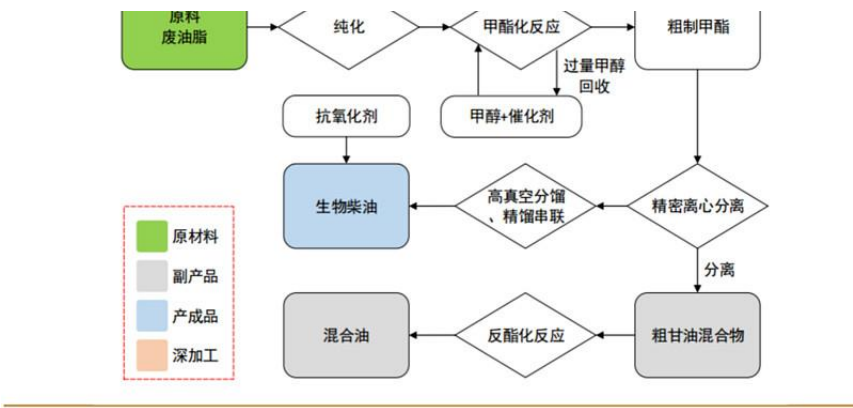 原料
废油脂
纯化
甲酯化反应
粗制甲酯
过量甲醇
回收
抗氧化剂
甲醇+催化剂
生物柴油
高真空分馏
、精馏串联
精密离心分离
原材料
副产品
产成品
深加工
分离
混合油
反酯化反应
粗甘油混合物